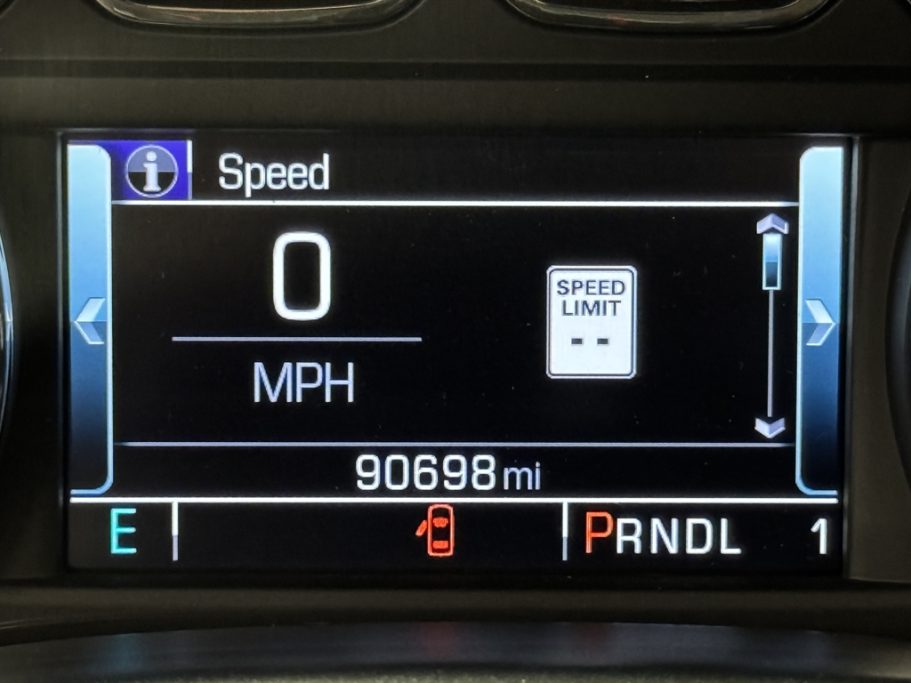 i Speed
0
MPH
SPEED
LIMIT
--
90698 mi
E PRNDL 1